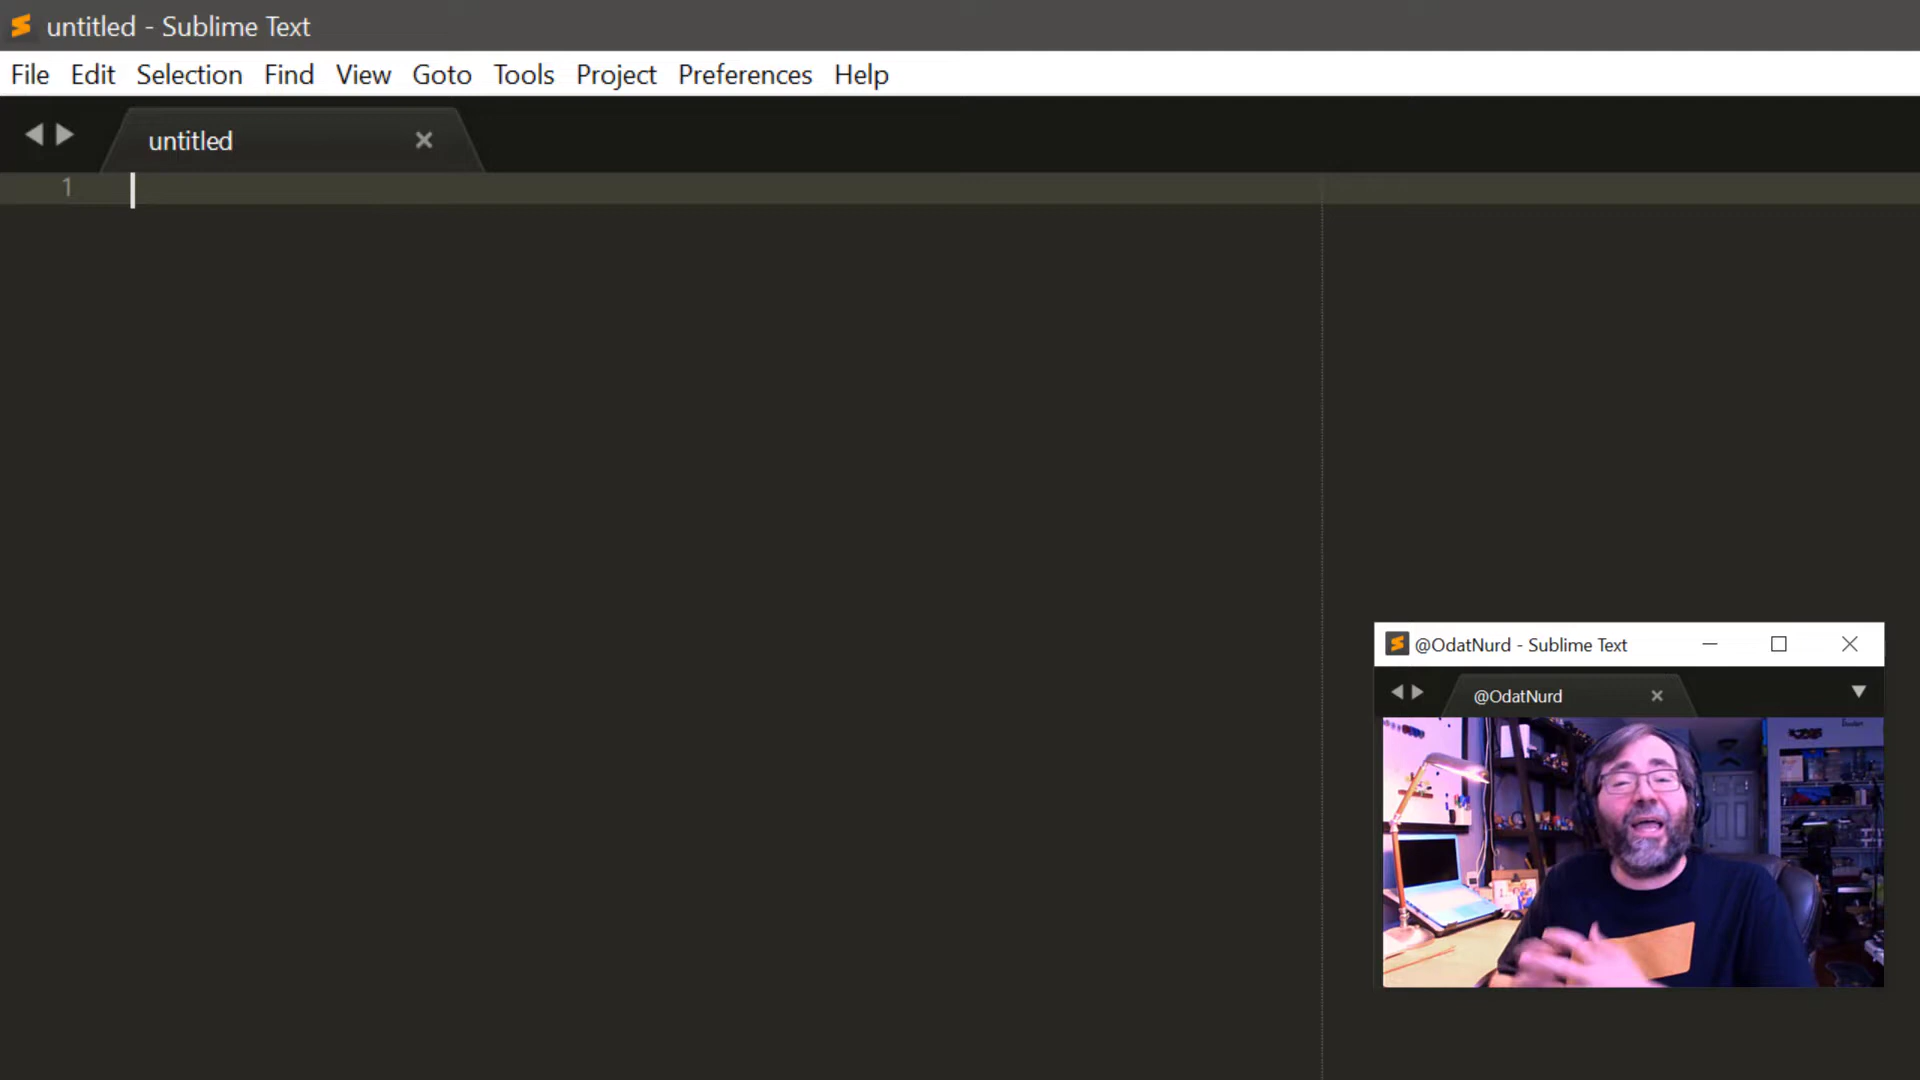 untitled - Sublime Text
File Edit Selection Find View Goto Tools Project Preferences Help
untitled
1
@OdatNurd - Sublime Text
@OdatNurd